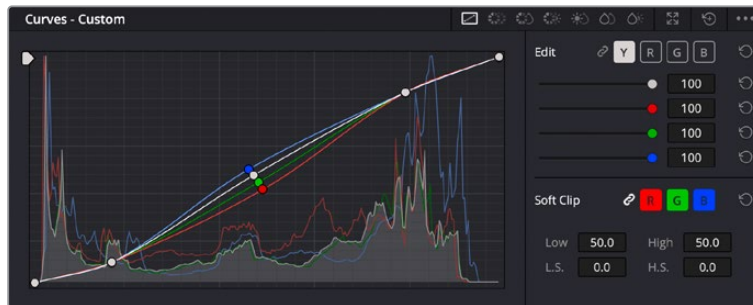 Curves - Custom
Edit Y R G B
100
100
100
100
Soft Clip R G B
Low 50.0 High 50.0
L.S. 0.0 H.S. 0.0